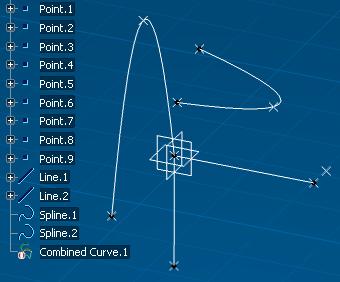 Point.1
Point.2
Point.3
Point.4
Point.5
Point.6
Point.7
Point.8
Point.9
Line.1
Line.2
Spline.1
Spline.2
Combined Curve.1